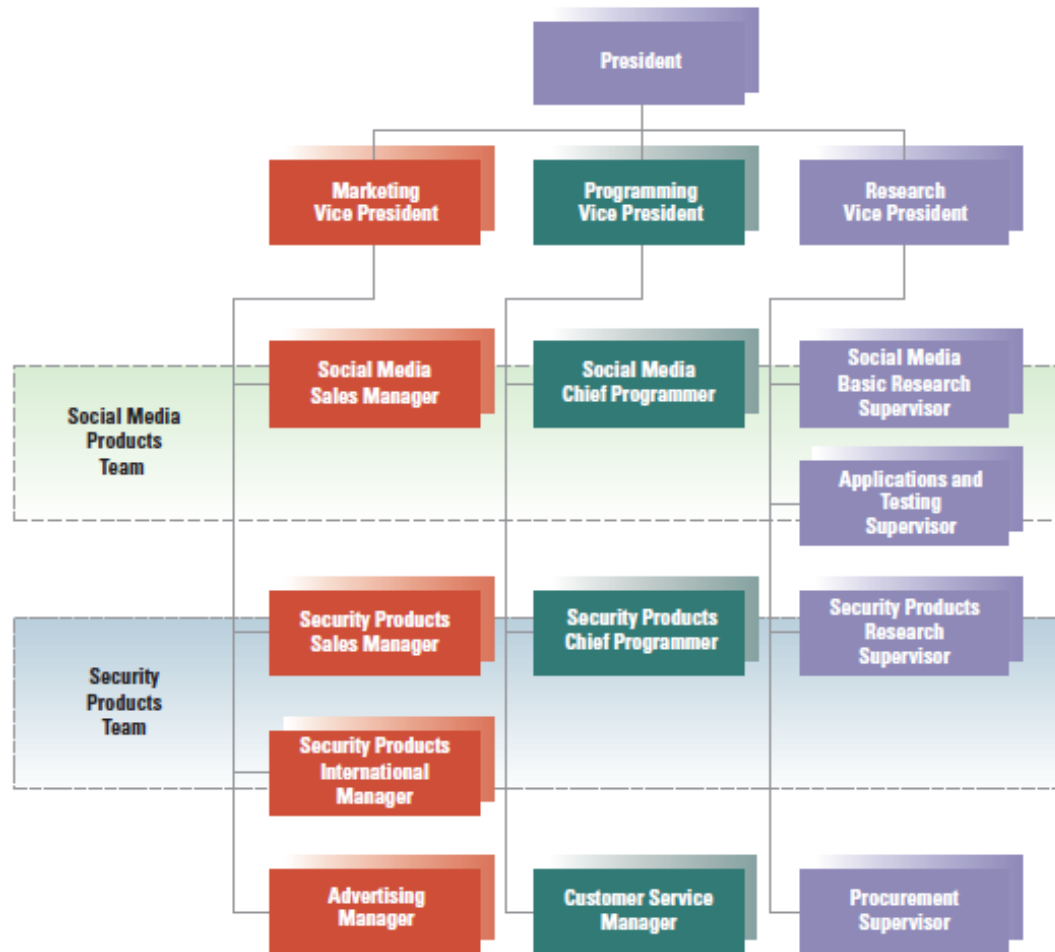 President
Marketing
Vice President
Programming
Vice President
Research
Vice President
Social Media
Sales Manager
Social Media
Chief Programmer
Social Media
Basic Research
Supervisor
Social Media
Products
Team
Applications and
Testing
Supervisor
Security Products
Sales Manager
Security Products
Chief Programmer
Security Products
Research
Supervisor
Security
Products
Team
Security Products
International
Manager
Advertising
Manager
Customer Service
Manager
Procurement
Supervisor